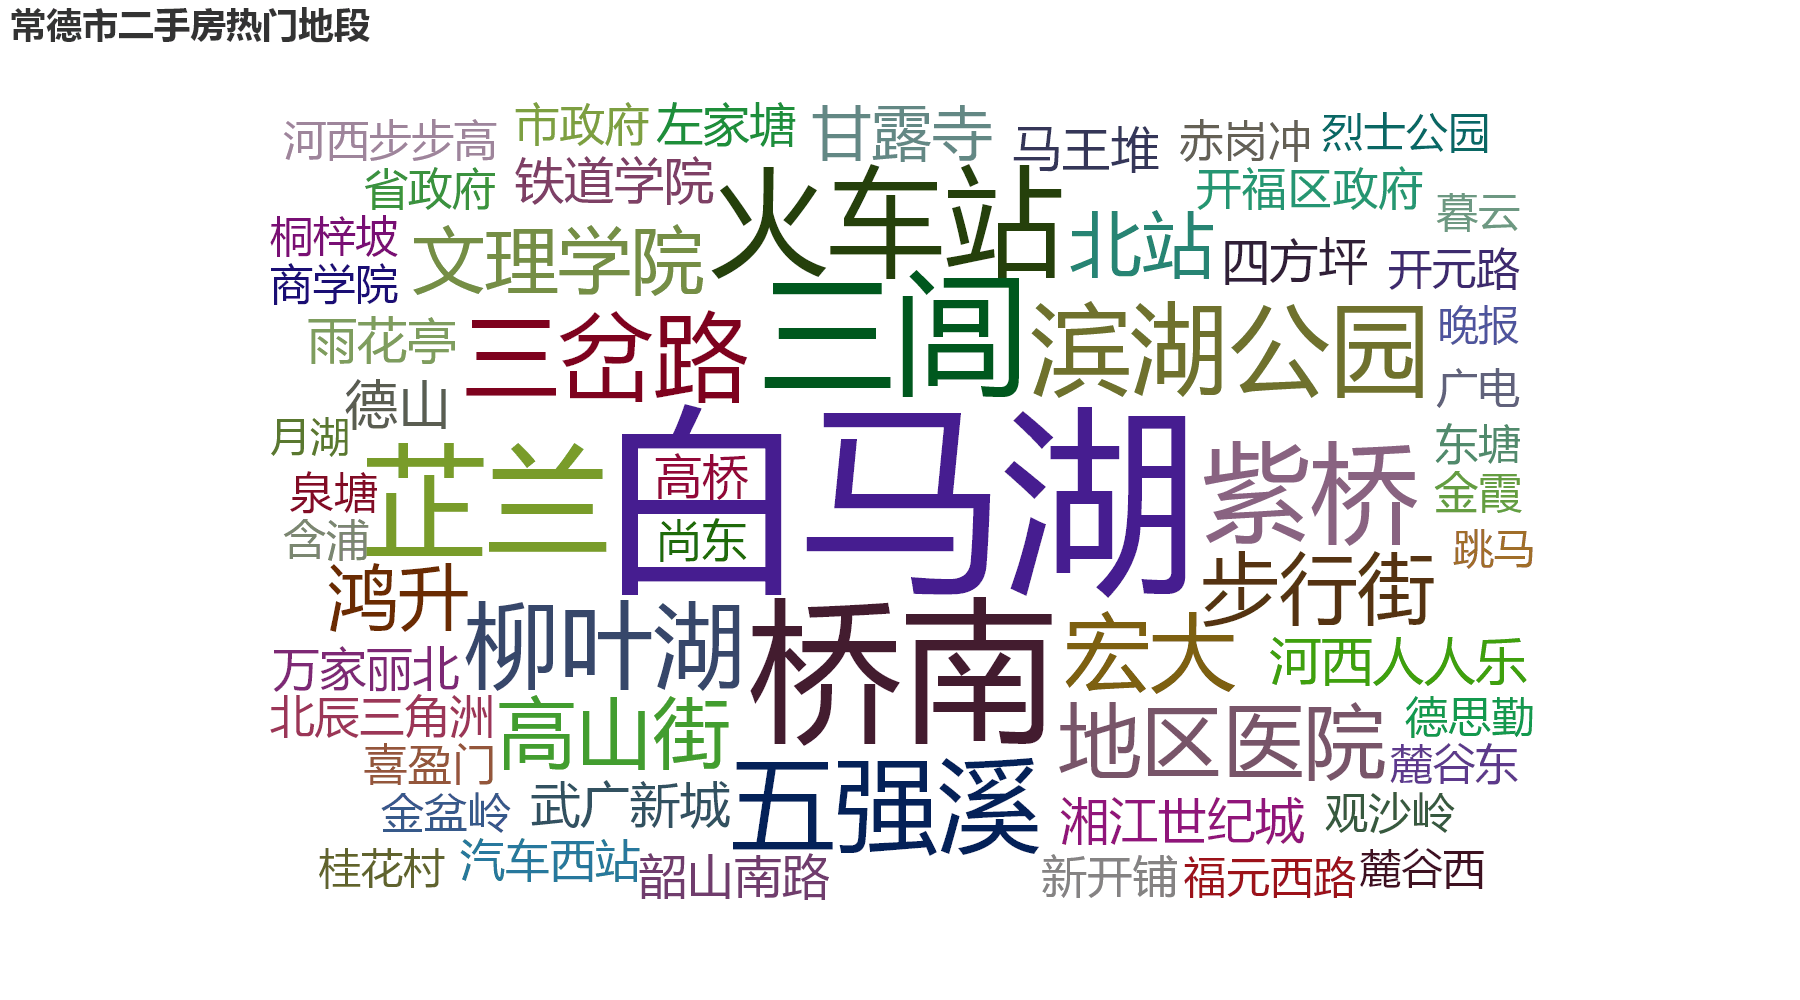 常德市二手房热门地段
河西步步高
市政府
左家塘
甘露寺
马王堆
赤岗冲
烈士公园
省政府
铁道学院
火车站
开福区政府
暮云
桐梓坡
文理学院
北站
四方坪
开元路
商学院
三闾
滨湖公园
晚报
雨花亭
三岔路
广电
德山
月湖
白马湖
紫桥
东塘
芷兰
高桥
泉塘
金霞
含浦
尚东
跳马
鸿升
步行街
柳叶湖
桥南
宏大
河西人人乐
万家丽北
北辰三角洲
高山街
地区医院
德思勤
喜盈门
麓谷东
金盆岭
武广新城
五强溪
湘江世纪城
观沙岭
桂花村
汽车西站
韶山南路
新开铺
福元西路
麓谷西